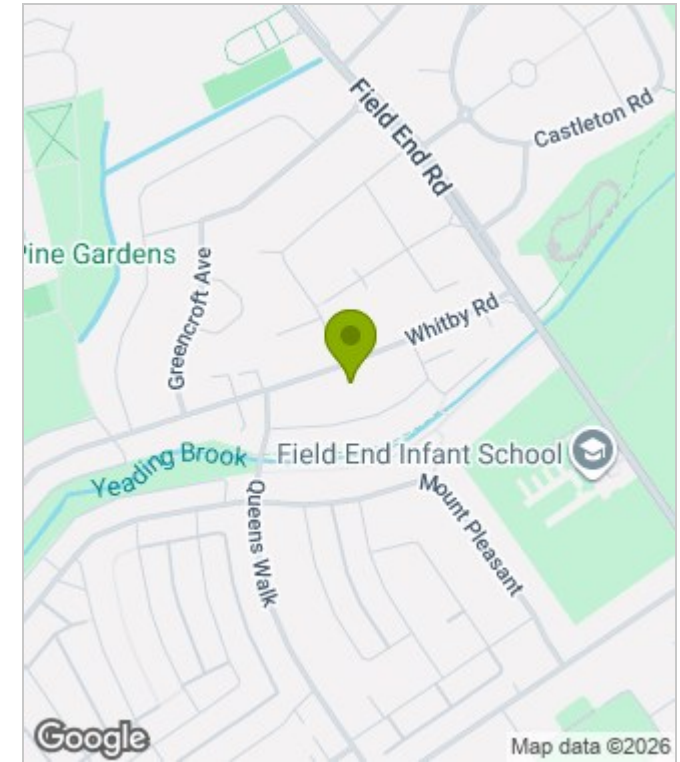 Field End Rd
Castleton Rd
Pine Gardens
Greencroft Ave
Whitby Rd
Yeading Brook
Field End Infant School
Queens Walk
Mount Pleasant
Google
Map data ©2026